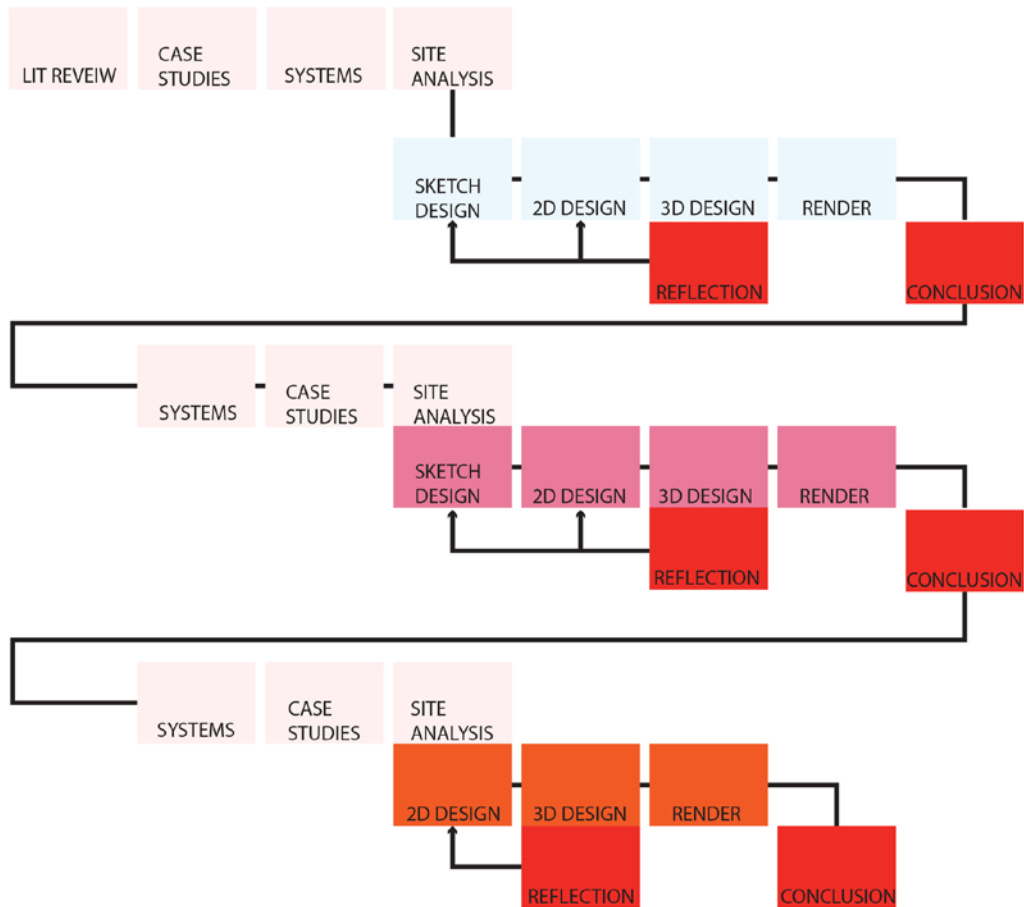 LIT REVEIW
CASE
STUDIES
SYSTEMS
SITE
ANALYSIS
SKETCH
DESIGN
2D DESIGN
3D DESIGN
RENDER
REFLECTION
CONCLUSION
SYSTEMS
CASE
STUDIES
SITE
ANALYSIS
SKETCH
DESIGN
2D DESIGN
3D DESIGN
RENDER
REFLECTION
CONCLUSION
SYSTEMS
CASE
STUDIES
SITE
ANALYSIS
2D DESIGN
3D DESIGN
RENDER
REFLECTION
CONCLUSION